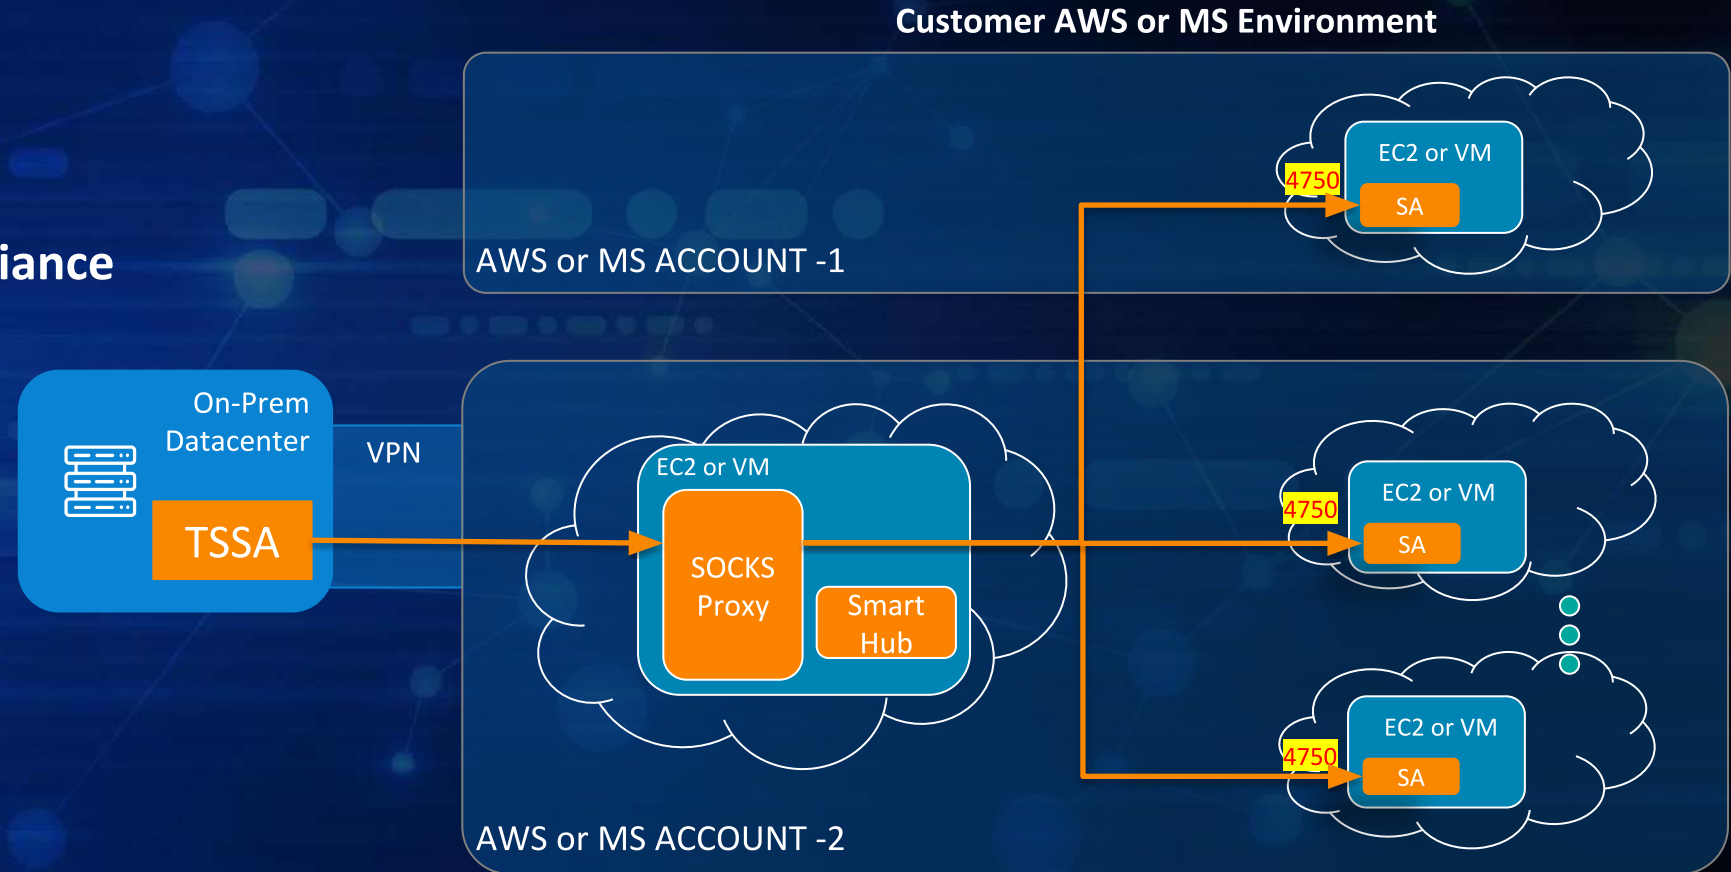 Customer AWS or MS Environment
EC2 or VM
4750
SA
AWS or MS ACCOUNT -1
iance
On-Prem
Datacenter
TSSA
VPN
EC2 or VM
SOCKS
Proxy
Smart
Hub
EC2 or VM
4750
SA
EC2 or VM
4750
SA
AWS or MS ACCOUNT -2